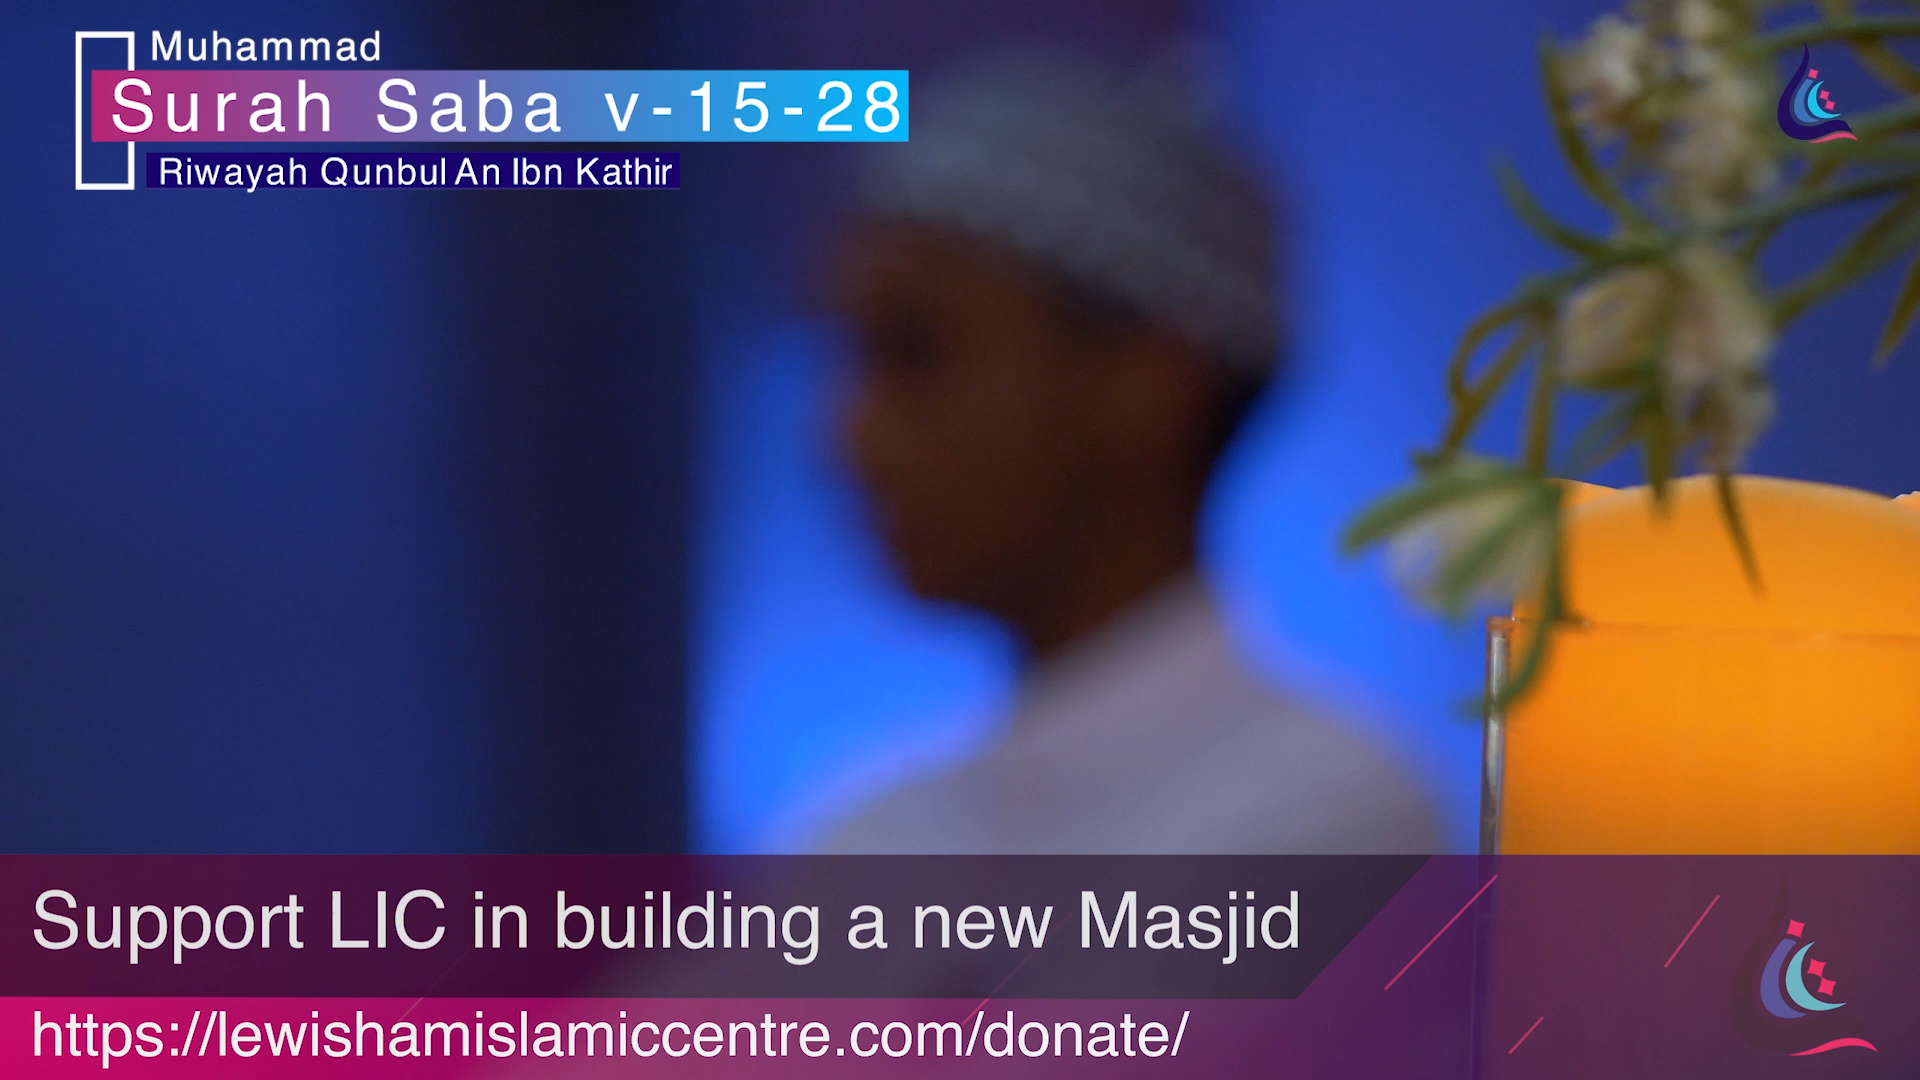 Muhammad
Surah Saba v-15-28
Riwayah Qunbul An Ibn Kathir
Support LIC in building a new Masjid
https://lewishamislamiccentre.com/donate/